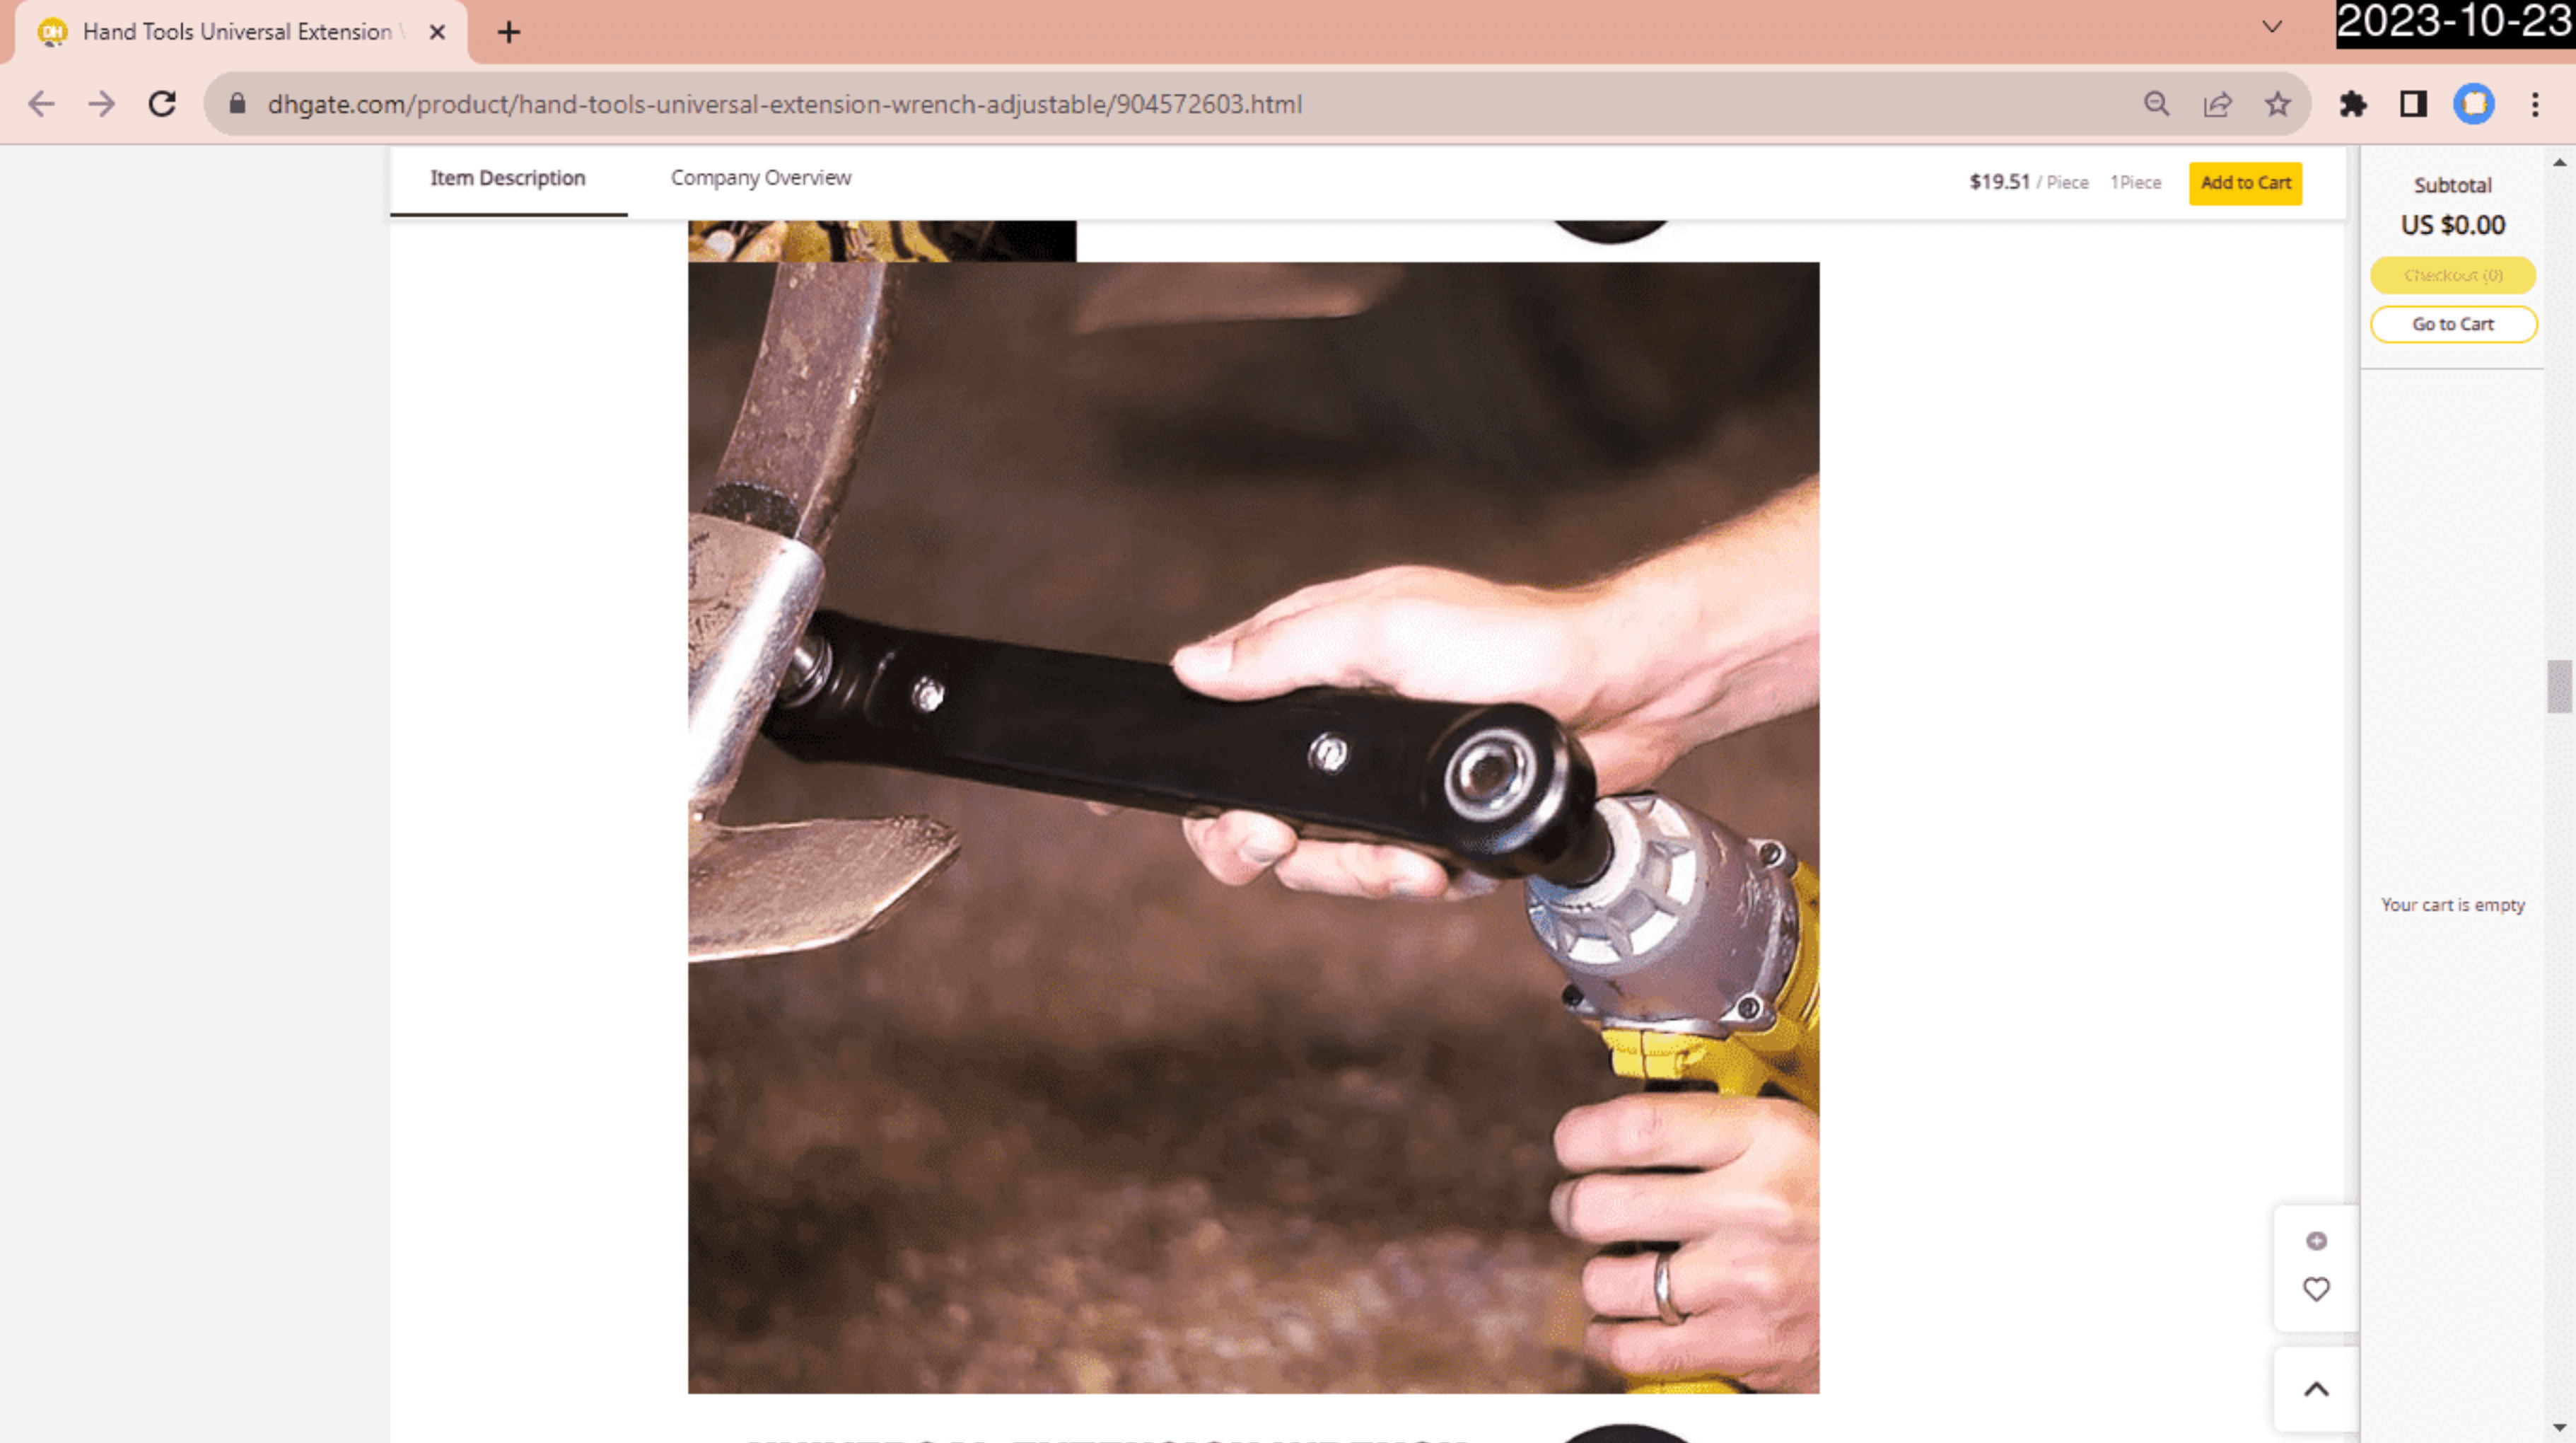 Hand Tools Universal Extension
2023-10-23
dhgate.com/product/hand-tools-universal-extension-wrench-adjustable/904572603.html
Item Description
Company Overview
$19.51 / Piece
1Piece
Add to Cart
Subtotal
US $0.00
Checkout (0)
Go to Cart
Your cart is empty